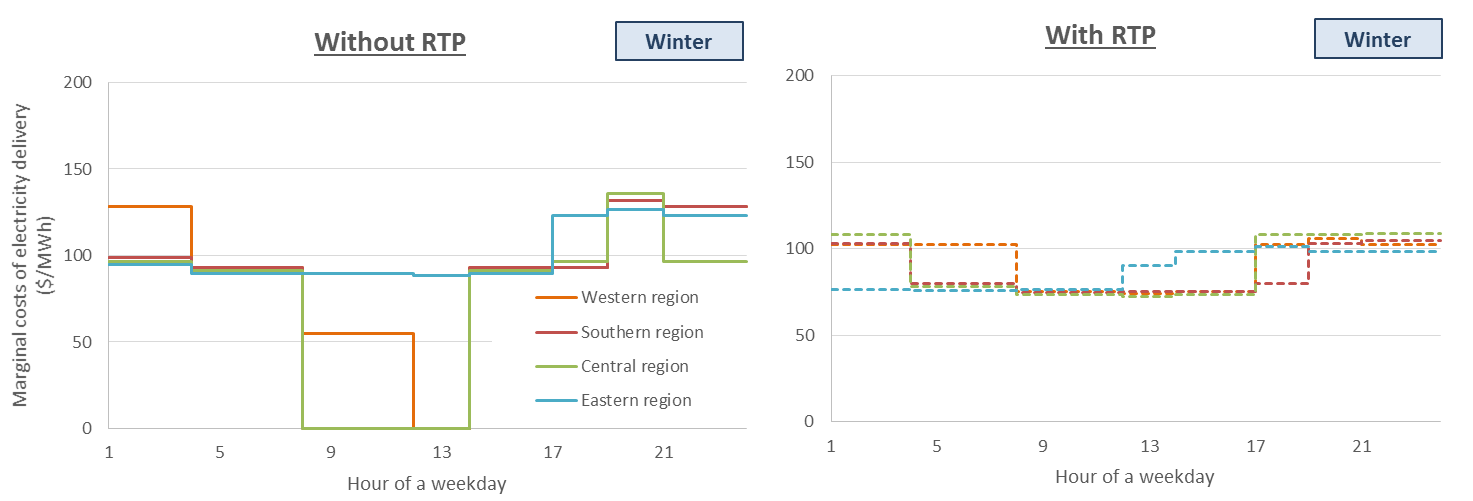 Without RTP
Winter
Marginal costs of electricity delivery
($/MWh)
200
150
100
50
0
1 5 9 13 17 21
Hour of a weekday
Western region
Southern region
Central region
Eastern region
With RTP
Winter
200
150
100
50
0
1 5 9 13 17 21
Hour of a weekday